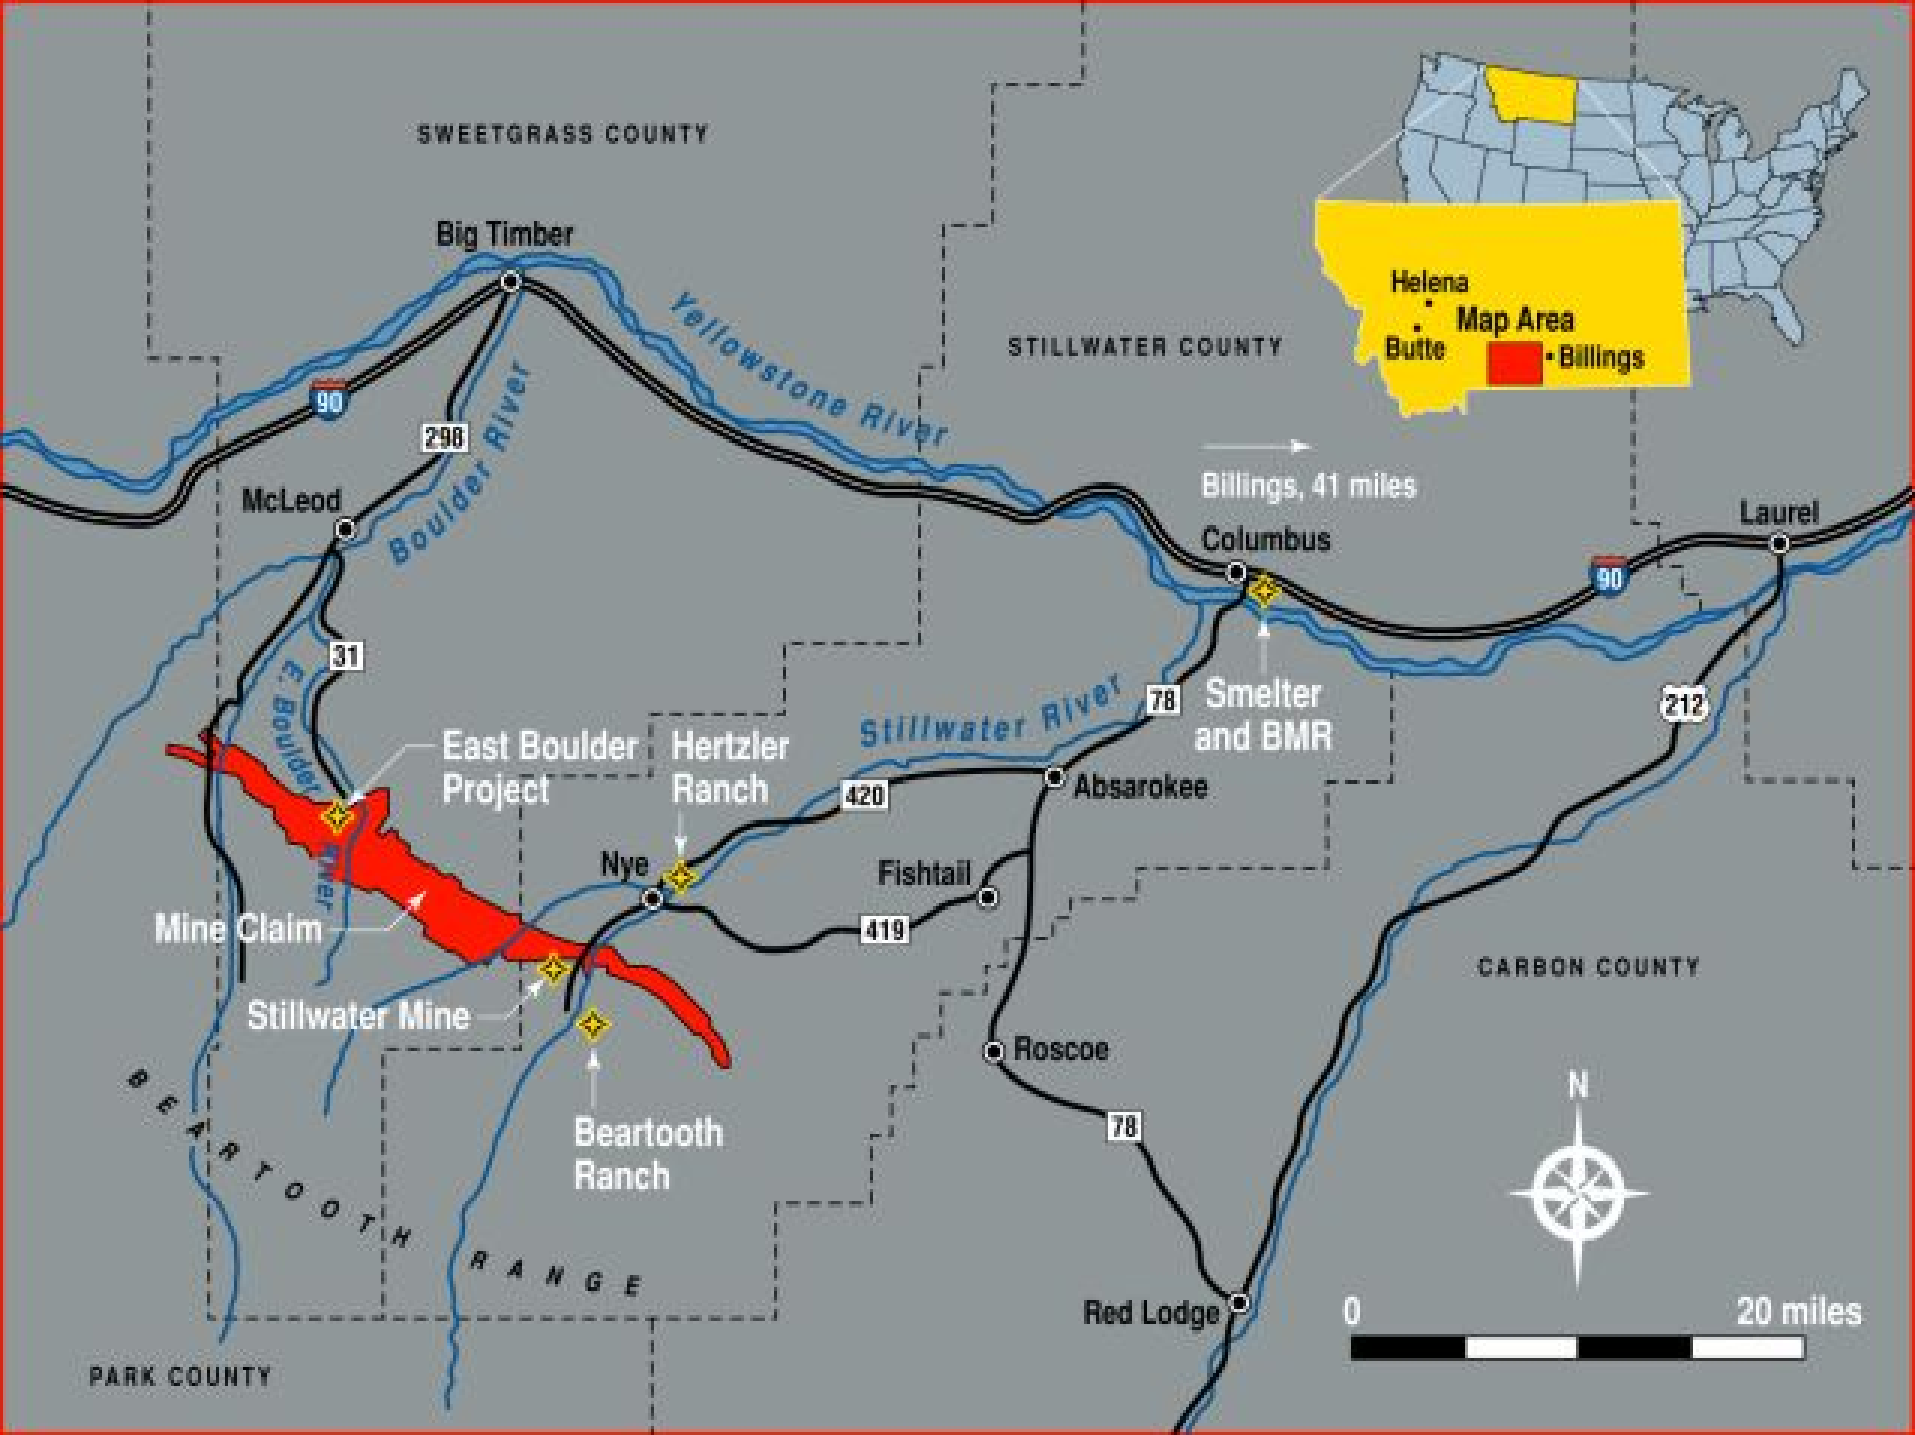 SWEETGRASS COUNTY
Big Timber
Yellowstone River
STILLWATER COUNTY
Helena
Map Area
Butte
Billings
90
298
Boulder River
McLeod
Billings, 41 miles
Columbus
Laurel
90
31
E. Boulder
River
78
Smelter
and BMR
212
Stillwater River
East Boulder
Project
Hertzler
Ranch
420
Absarokee
Nye
Fishtail
Mine Claim
419
CARBON COUNTY
Stillwater Mine
Roscoe
BEARTOOTH RANGE
Beartooth
Ranch
78
N
Red Lodge
0
20 miles
PARK COUNTY